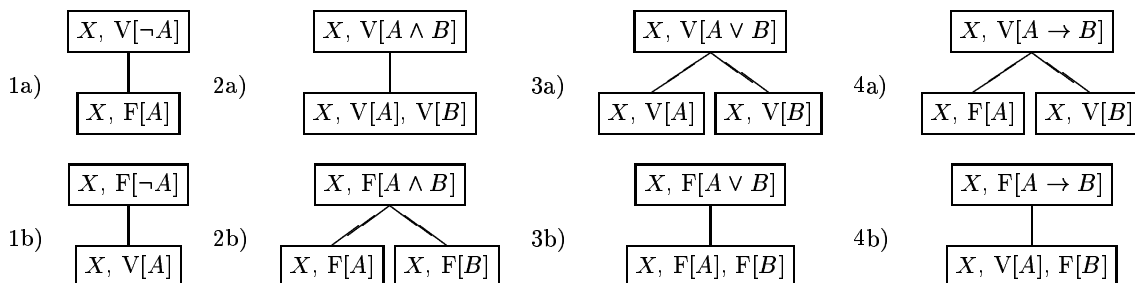 X, V[¬A] X, V[A ∧ B] X, V[A ∨ B] X, V[A → B]
1a) 2a) 3a) 4a)
X, F[A] X, V[A], V[B] X, V[A] X, V[B] X, F[A] X, V[B]
X, F[¬A] X, F[A ∧ B] X, F[A ∨ B] X, F[A → B]
1b) 2b) 3b) 4b)
X, V[A] X, F[A] X, F[B] X, F[A], F[B] X, V[A], F[B]